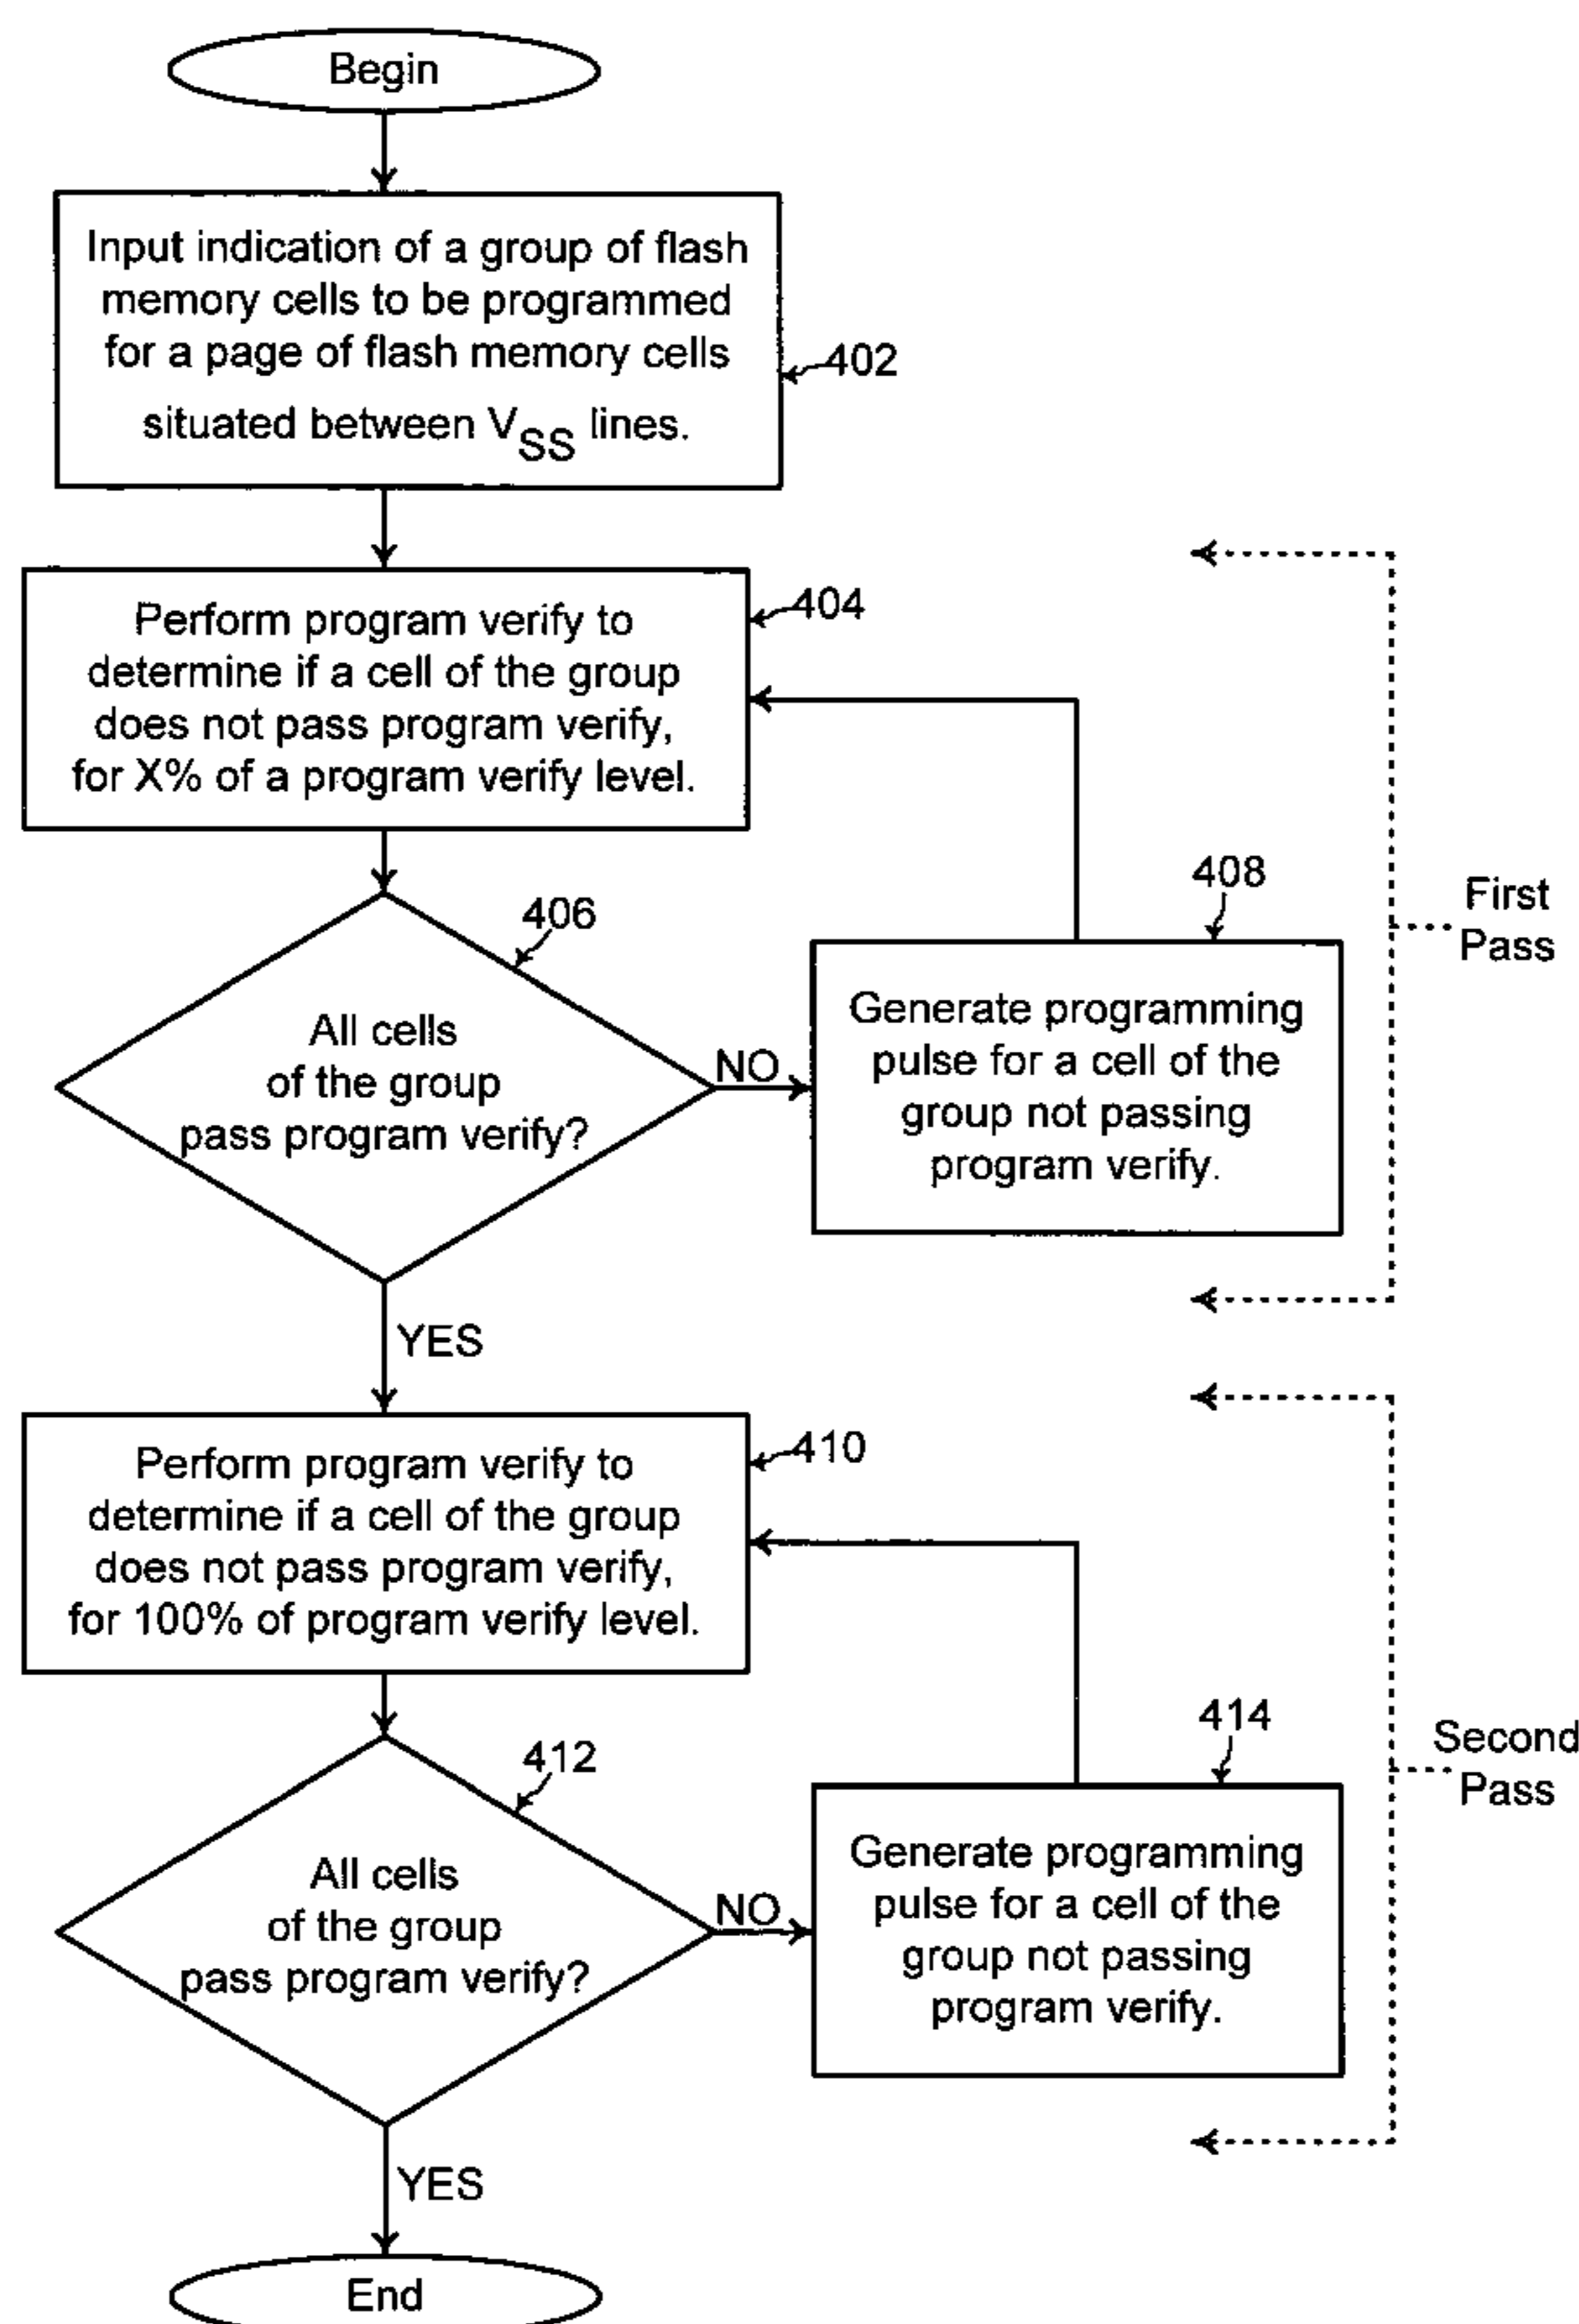 Begin
Input indication of a group of flash
memory cells to be programmed
for a page of flash memory cells
situated between VSS lines.
402
Perform program verify to
determine if a cell of the group
does not pass program verify,
for X% of a program verify level.
404
406
All cells
of the group
pass program verify?
NO
408
Generate programming
pulse for a cell of the
group not passing
program verify.
First
Pass
YES
Perform program verify to
determine if a cell of the group
does not pass program verify,
for 100% of program verify level.
410
412
All cells
of the group
pass program verify?
NO
414
Generate programming
pulse for a cell of the
group not passing
program verify.
Second
Pass
YES
End